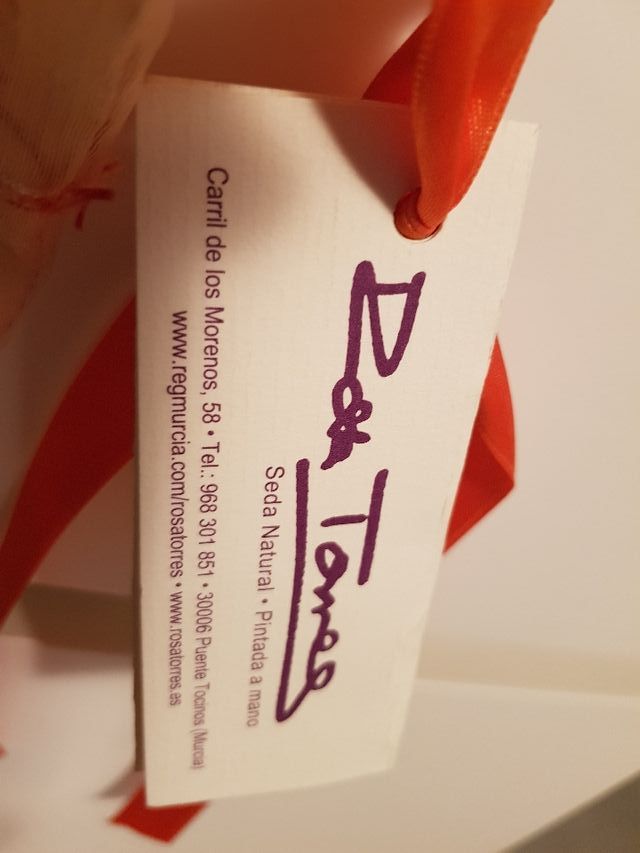 Rosa Torres
Seda Natural • Pintada a mano
Carril de los Morenos, 58 • Tel.: 968 301 851 • 30006 Puente Tocinos (Murcia)
www.regmurcia.com/rosatorres • www.rosatorres.es